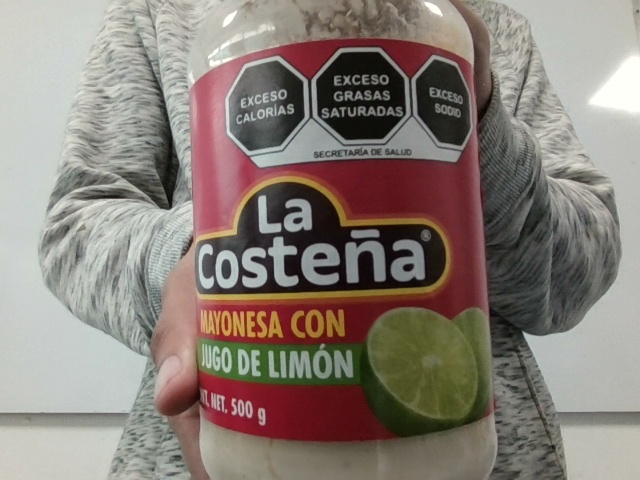 EXCESO
CALORÍAS
EXCESO
GRASAS
SATURADAS
EXCESO
SODIO
SECRETARÍA DE SALUD
La
Costeña®
MAYONESA CON
JUGO DE LIMÓN
NT. NET. 500 g